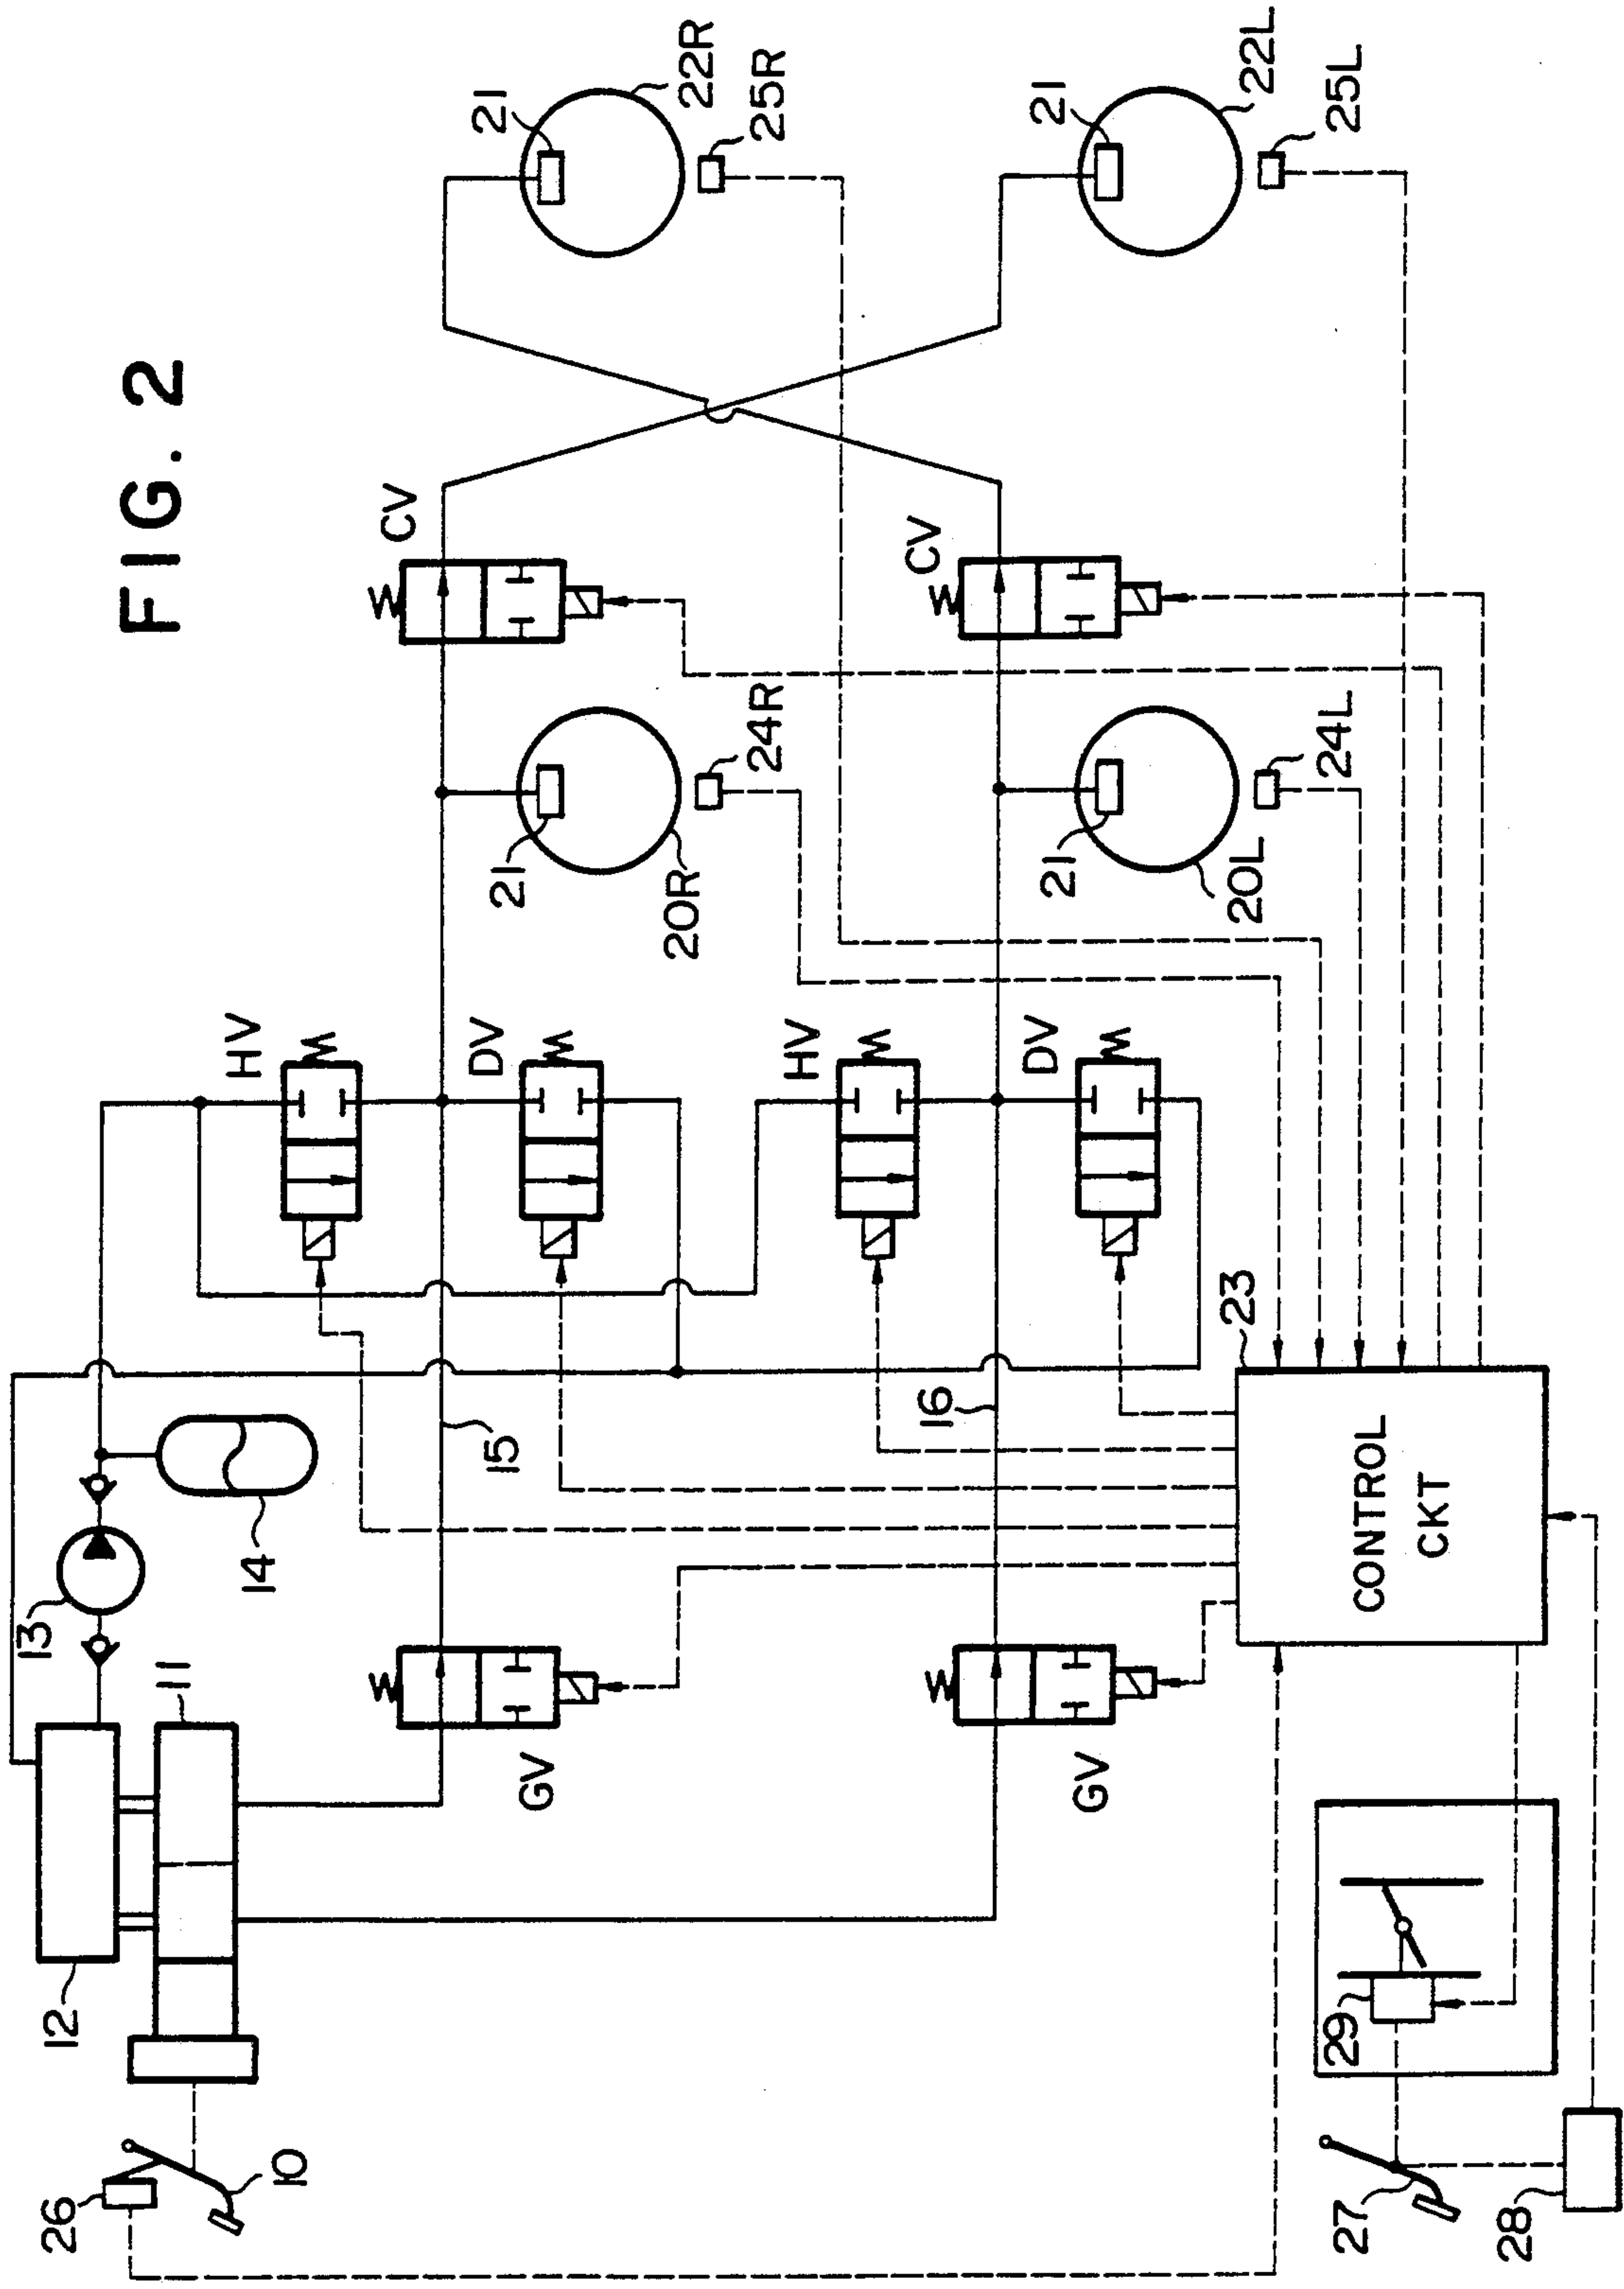 FIG. 2
22R
25R
21
22L
25L
21
CV
CV
24R
21
20R
24L
21
20L
HV
DV
HV
DV
23
CONTROL
CKT
15
16
14
13
11
GV
GV
12
29
26
10
27
28